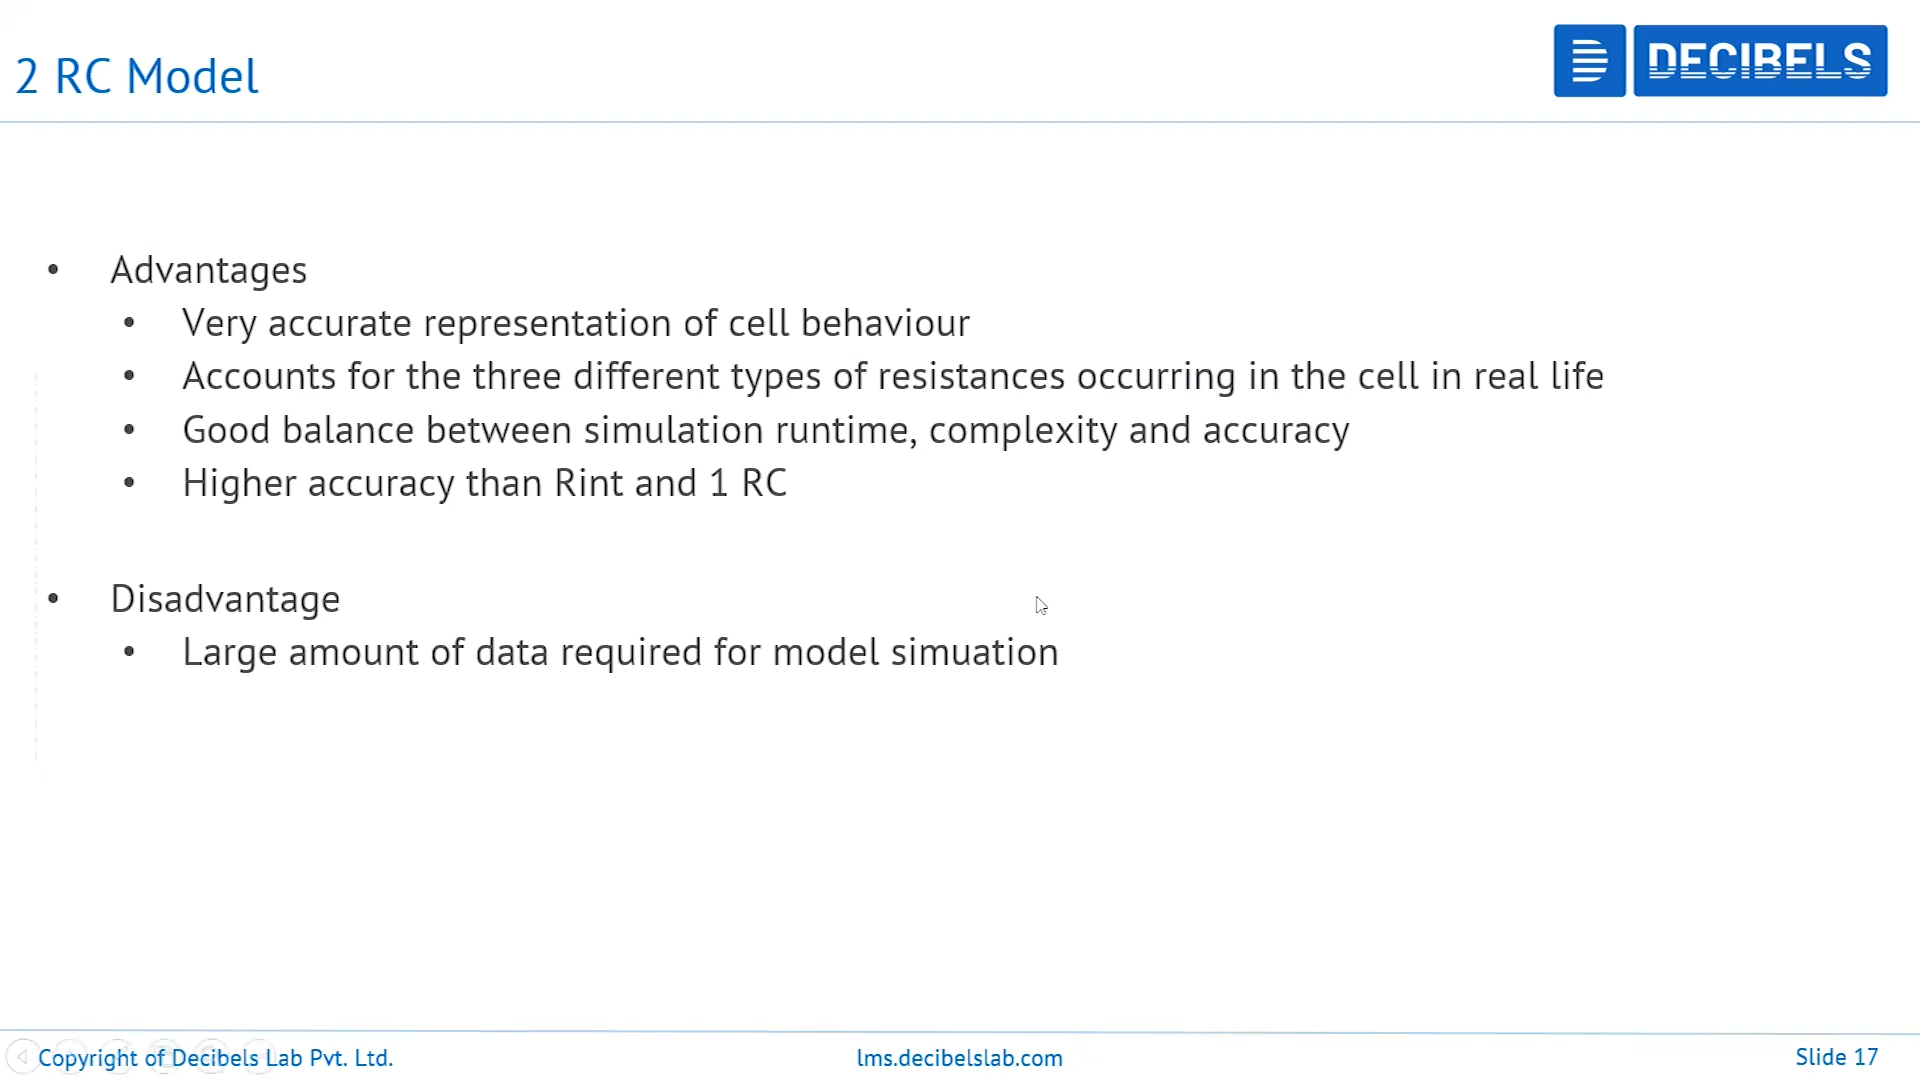 2 RC Model
DECIBELS
• Advantages
• Very accurate representation of cell behaviour
• Accounts for the three different types of resistances occurring in the cell in real life
• Good balance between simulation runtime, complexity and accuracy
• Higher accuracy than Rint and 1 RC
• Disadvantage
• Large amount of data required for model simuation
Copyright of Decibels Lab Pvt. Ltd.
lms.decibelslab.com
Slide 17